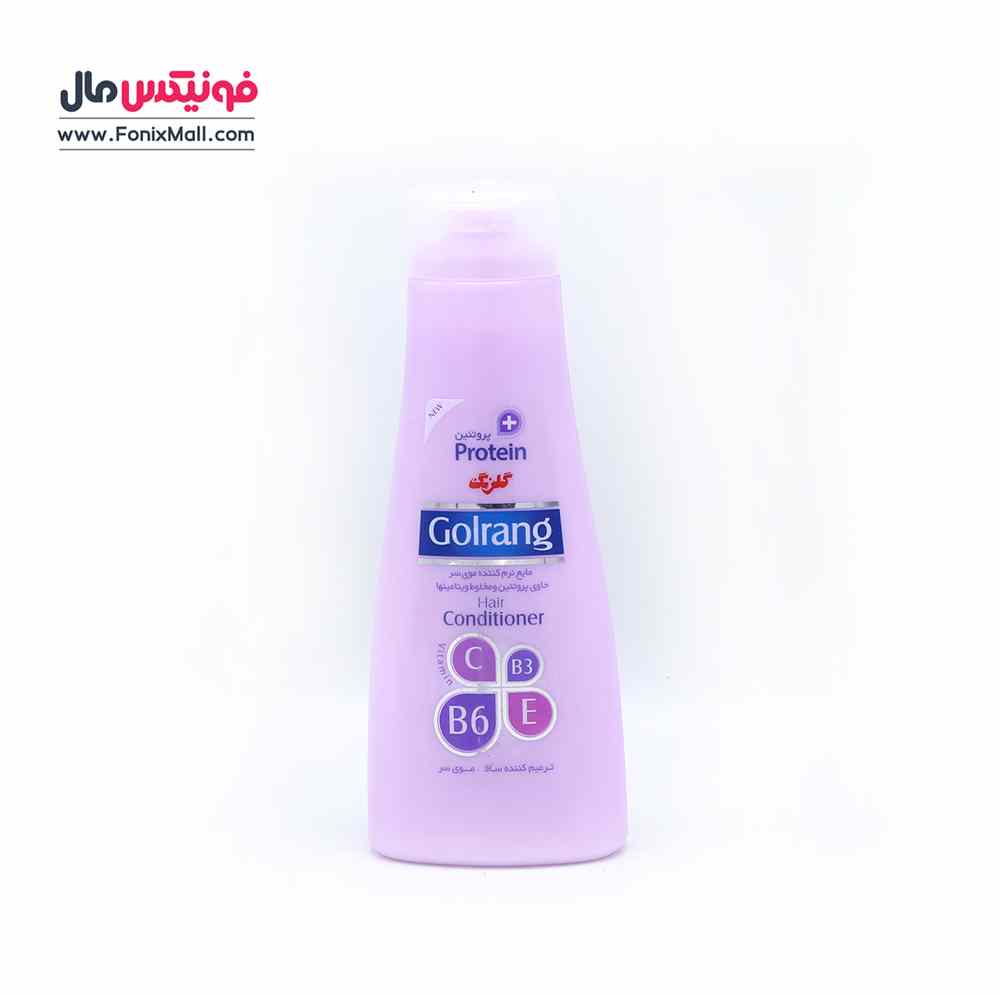 فونیکس مال
www.FonixMall.com
NEW
پروتئین
Protein
گلرنگ
Golrang
مایع نرم کننده موی سر
حاوی پروتئین و مخلوط ویتامینها
Hair
Conditioner
Vitamin
C
B3
B6
E
ترمیم کننده ساقه موی سر